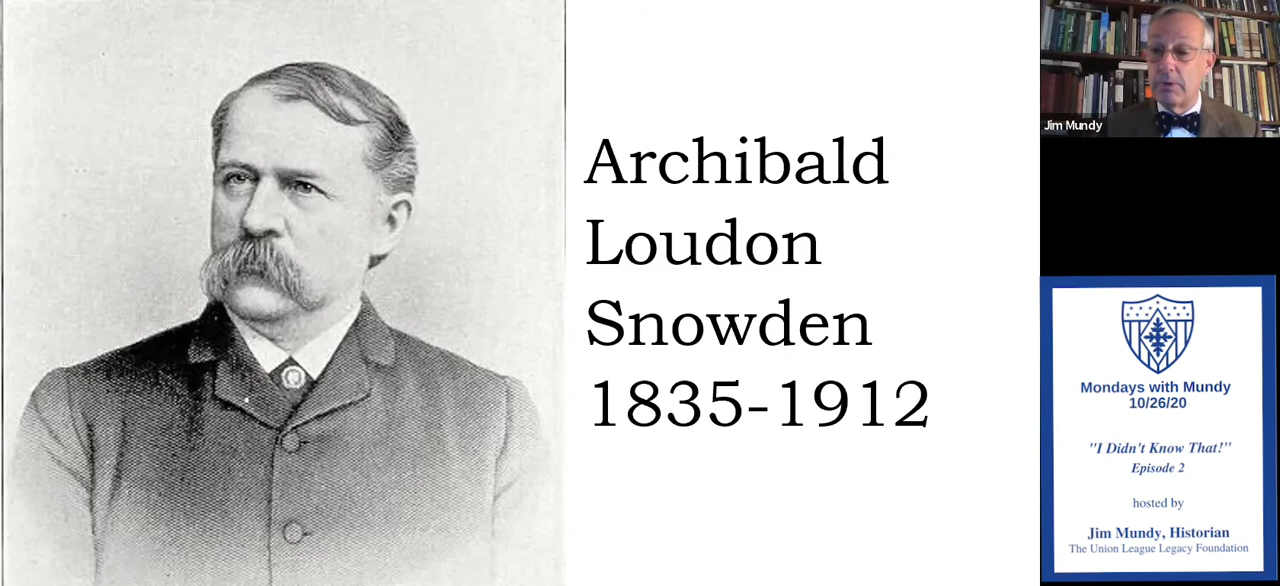 Archibald
Loudon
Snowden
1835-1912
Jim Mundy
Mondays with Mundy
10/26/20
"I Didn't Know That!"
Episode 2
hosted by
Jim Mundy, Historian
The Union League Legacy Foundation